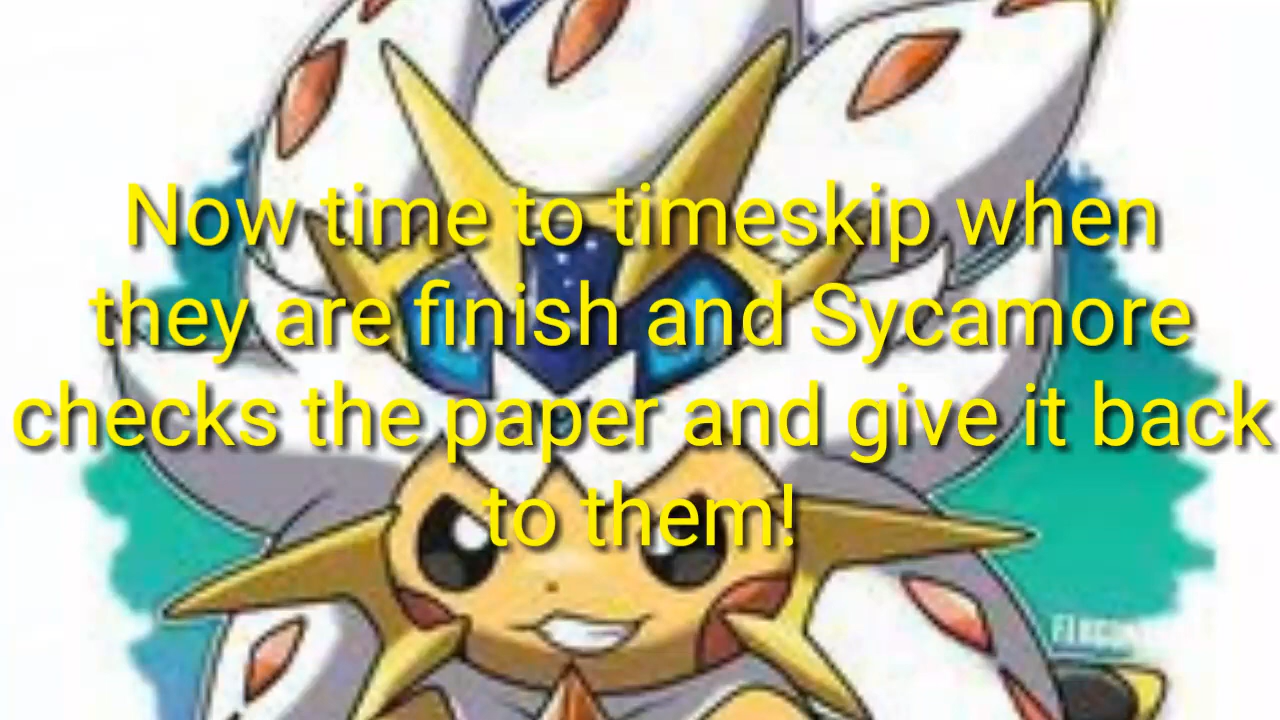 Now time to timeskip when
they are finish and Sycamore
checks the paper and give it back
to them!